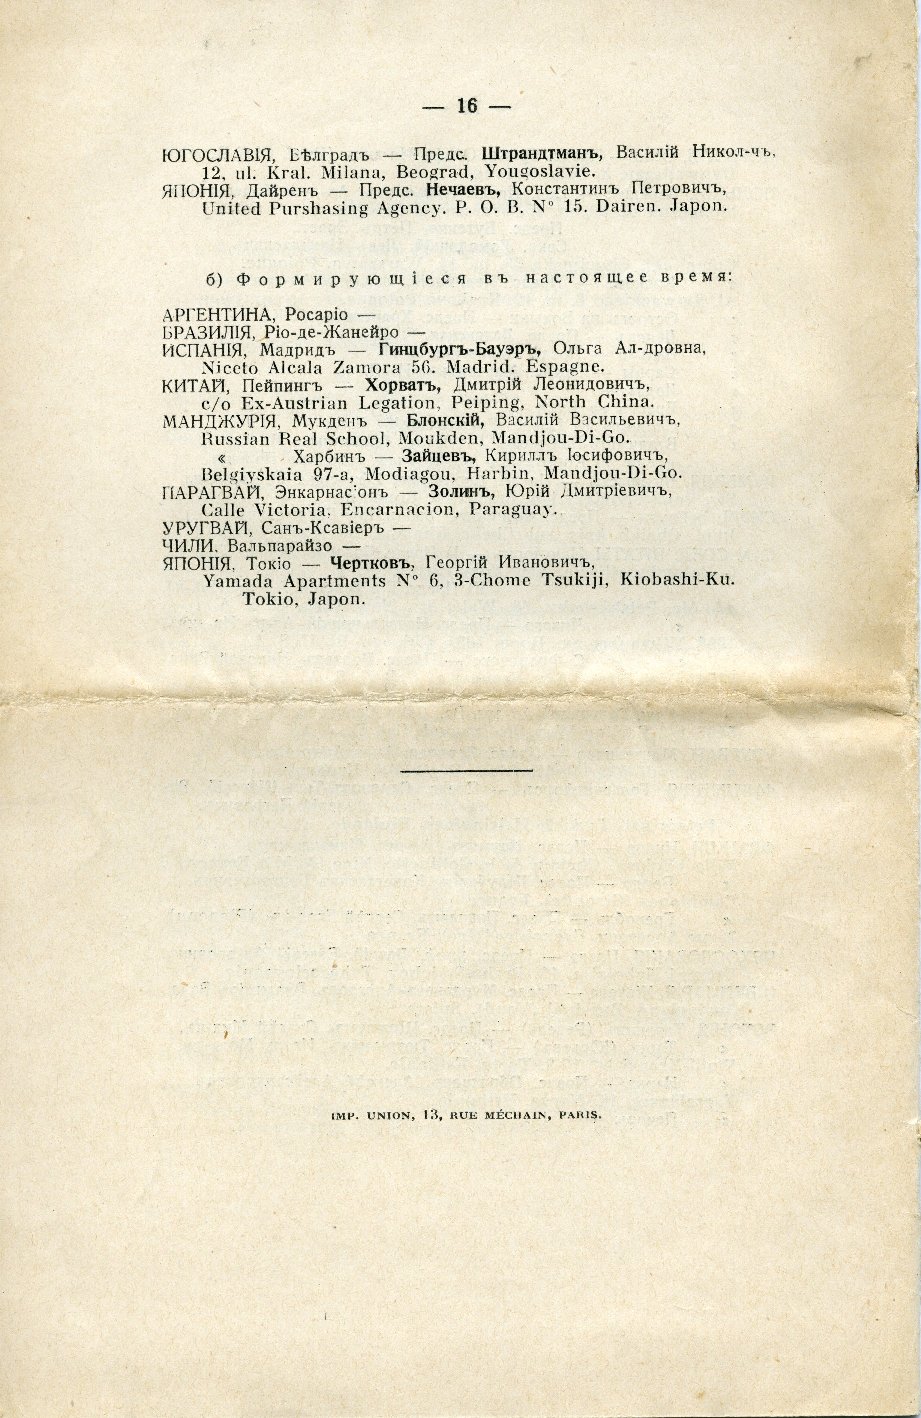 — 16 —
ЮГОСЛАВІЯ, Бѣлградъ — Предс. Штрандтманъ, Василій Никол-чъ,
12, ul. Kral. Milana, Beograd, Yougoslavie.
ЯПОНІЯ, Дайренъ — Предс. Нечаевъ, Константинъ Петровичъ,
United Purshasing Agency. P. O. B. N° 15. Dairen. Japon.
б) Формирующіеся въ настоящее время:
АРГЕНТИНА, Росаріо —
БРАЗИЛІЯ, Ріо-де-Жанейро —
ИСПАНІЯ, Мадридъ — Гинцбургъ-Бауэръ, Ольга Ал-дровна,
Niceto Alcala Zamora 56. Madrid. Espagne.
КИТАЙ, Пейпингъ — Хорватъ, Дмитрій Леонидовичъ,
c/o Ex-Austrian Legation, Peiping, North China.
МАНДЖУРІЯ, Мукденъ — Блонскій, Василій Васильевичъ,
Russian Real School, Moukden, Mandjou-Di-Go.
« Харбинъ — Зайцевъ, Кириллъ Іосифовичъ,
Belgiyskaia 97-a, Modiagou, Harbin, Mandjou-Di-Go.
ПАРАГВАЙ, Энкарнасіонъ — Золинъ, Юрій Дмитріевичъ,
Calle Victoria, Encarnacion, Paraguay.
УРУГВАЙ, Санъ-Ксавіеръ —
ЧИЛИ, Вальпарайзо —
ЯПОНІЯ, Токіо — Чертковъ, Георгій Ивановичъ,
Yamada Apartments N° 6, 3-Chome Tsukiji, Kiobashi-Ku.
Tokio, Japon.
IMP. UNION, 13, RUE MÉCHAIN, PARIS.